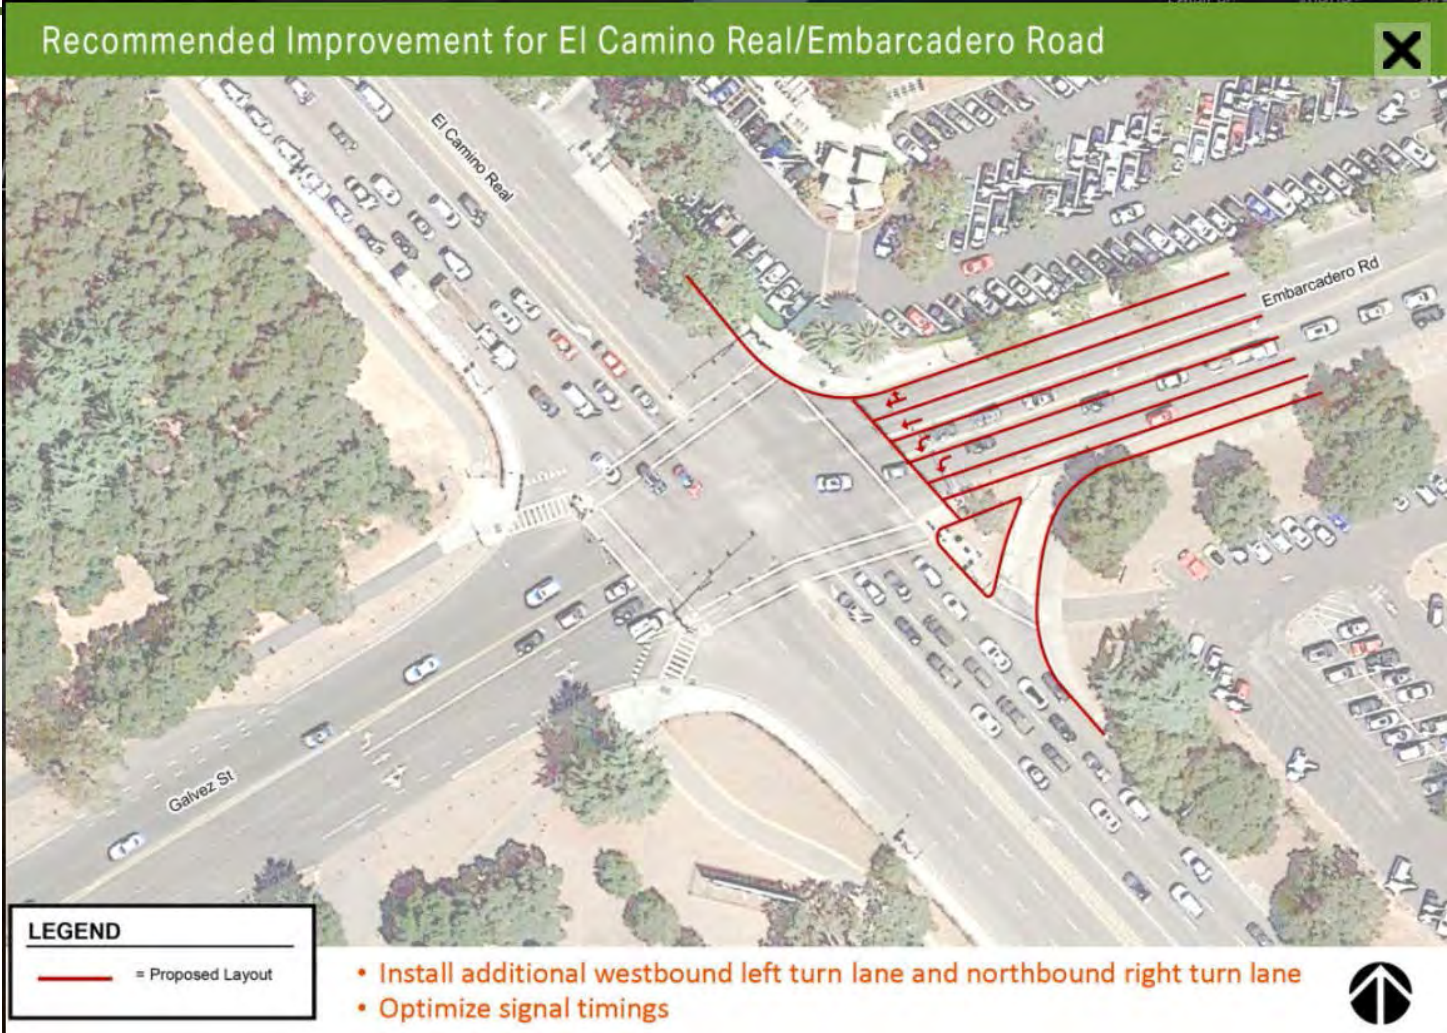 Recommended Improvement for El Camino Real/Embarcadero Road
El Camino Real
Embarcadero Rd
Galvez St
LEGEND
= Proposed Layout
• Install additional westbound left turn lane and northbound right turn lane
• Optimize signal timings